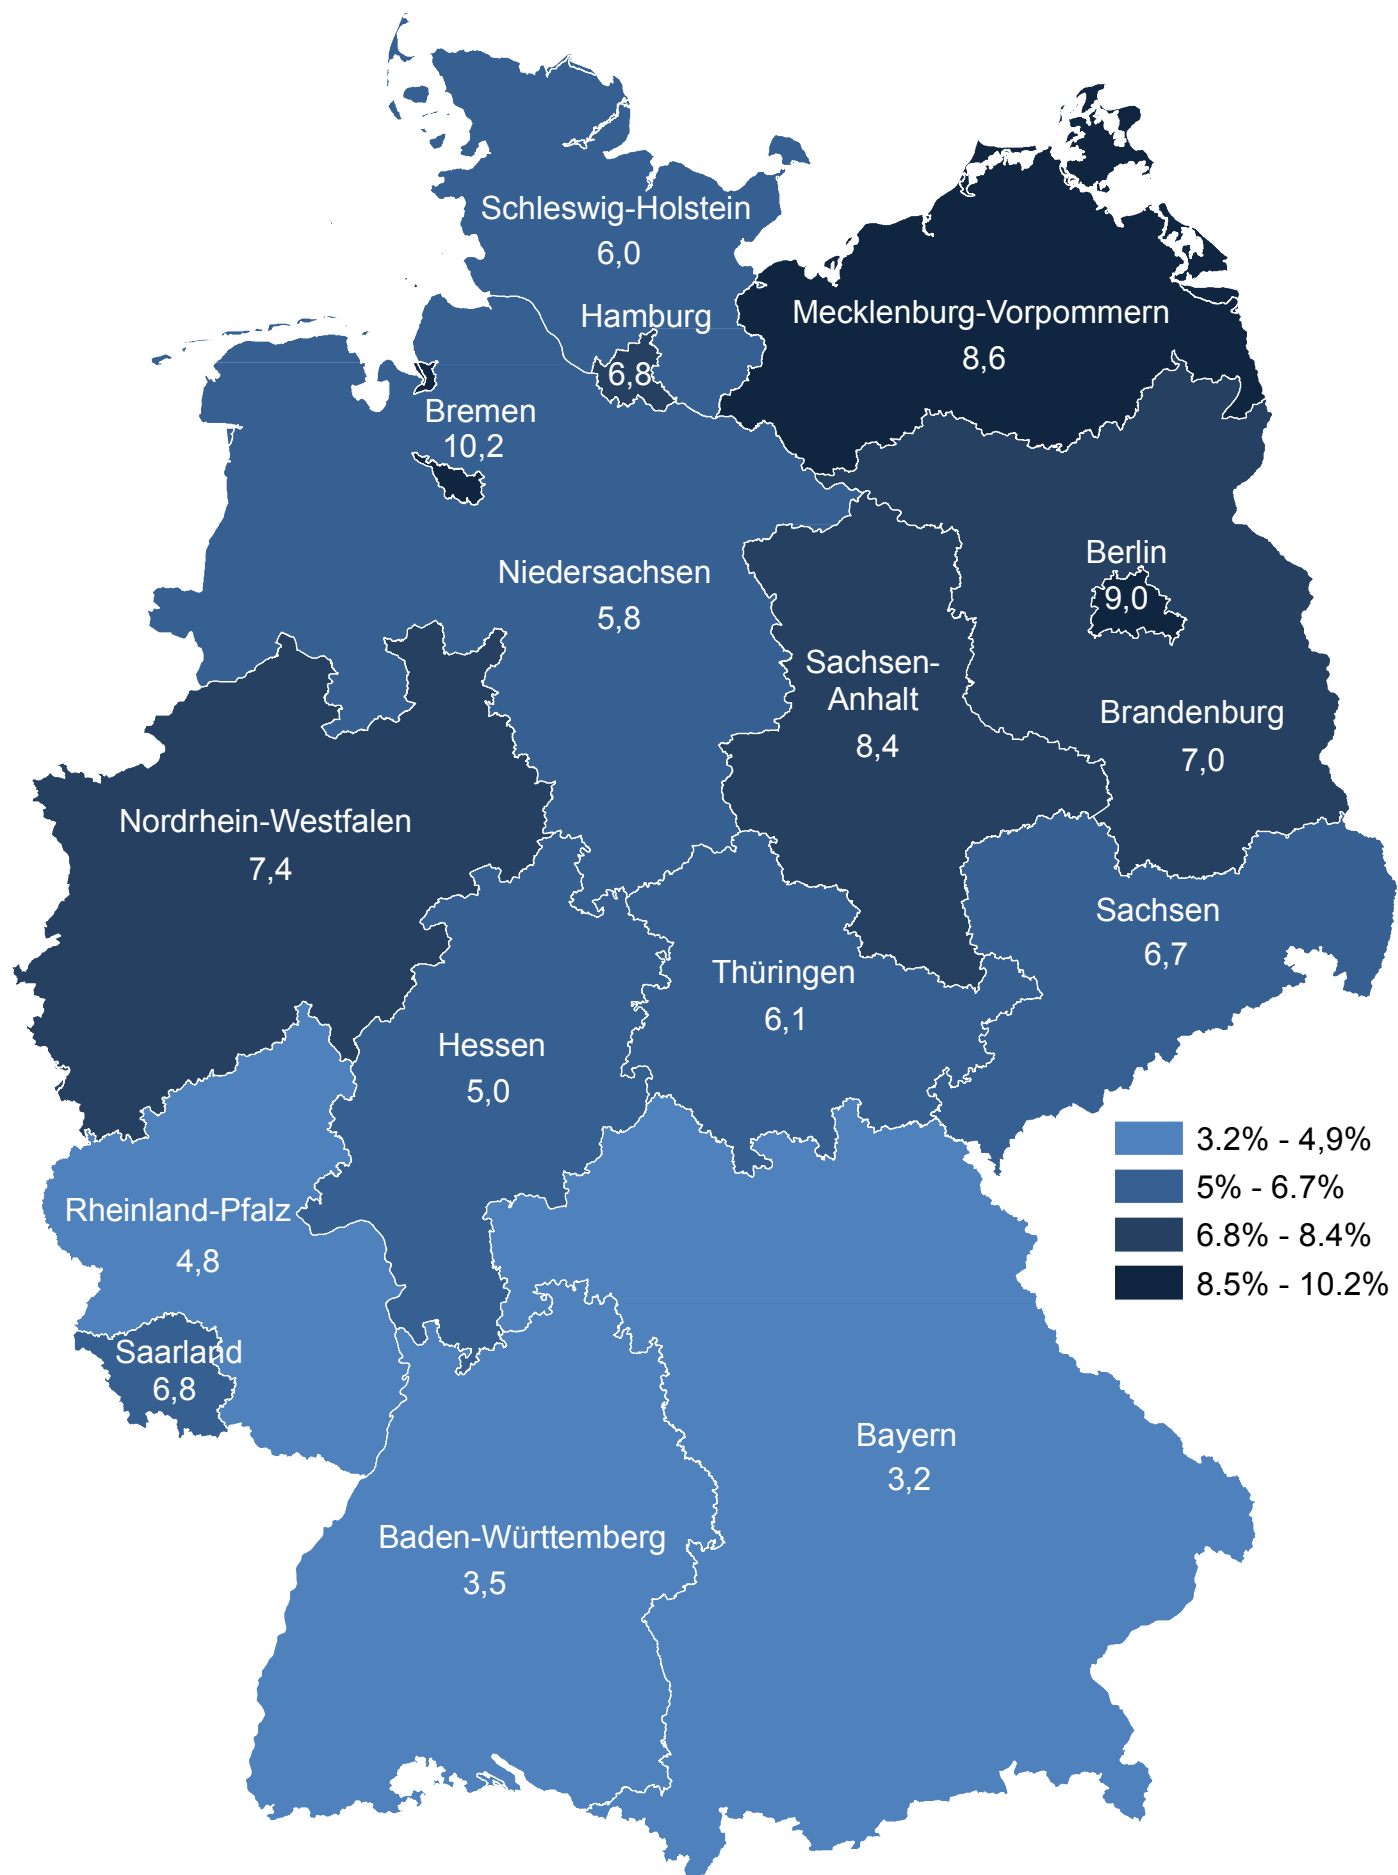 Schleswig-Holstein
6,0
Hamburg
6,8
Mecklenburg-Vorpommern
8,6
Bremen
10,2
Niedersachsen
5,8
Berlin
9,0
Sachsen-
Anhalt
8,4
Brandenburg
7,0
Nordrhein-Westfalen
7,4
Sachsen
6,7
Thüringen
6,1
Hessen
5,0
Rheinland-Pfalz
4,8
Saarland
6,8
Bayern
3,2
Baden-Württemberg
3,5
3.2% - 4,9%
5% - 6.7%
6.8% - 8.4%
8.5% - 10.2%